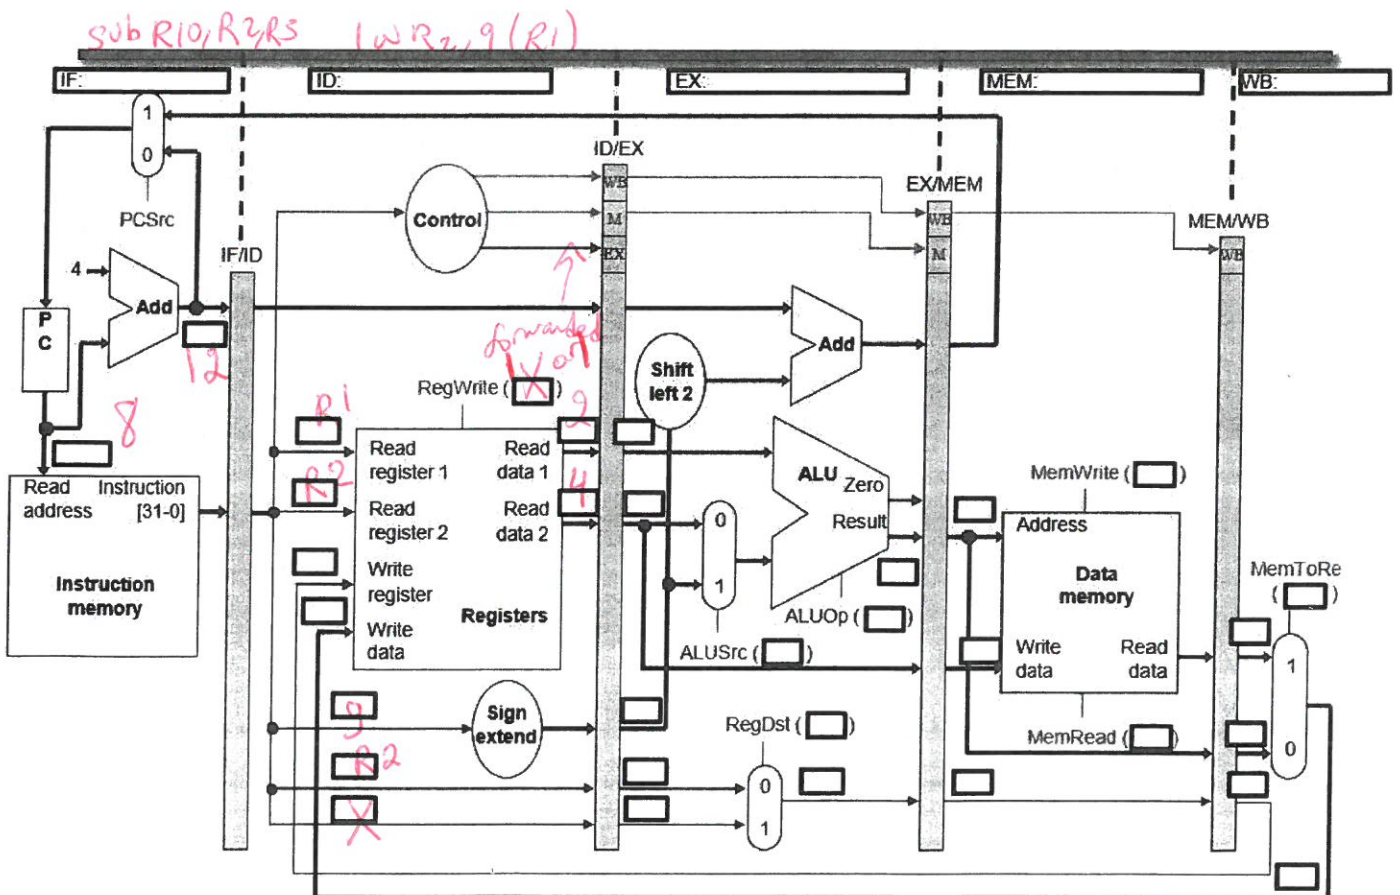 sub R10, R2, R3 lw R2, 9 (R1)
IF: ID: EX: MEM: WB:
1
0
PCSrc
ID/EX
WB
M
EX
Control
EX/MEM
WB
M
MEM/WB
WB
IF/ID
4
Add
12
P
C
8
forwarded
RegWrite ( X )
or 1
Shift
left 2
Add
R1
Read
register 1
Read
data 1
2
R2
Read
register 2
Read
data 2
4
Write
register
Write
data
Registers
Read
address
Instruction
[31-0]
Instruction
memory
0
1
ALU
Zero
Result
ALUOp ( )
ALUSrc ( )
MemWrite ( )
Address
Data
memory
Write
data
Read
data
MemRead ( )
MemToRe
( )
1
0
9
Sign
extend
R2
X
RegDst ( )
0
1